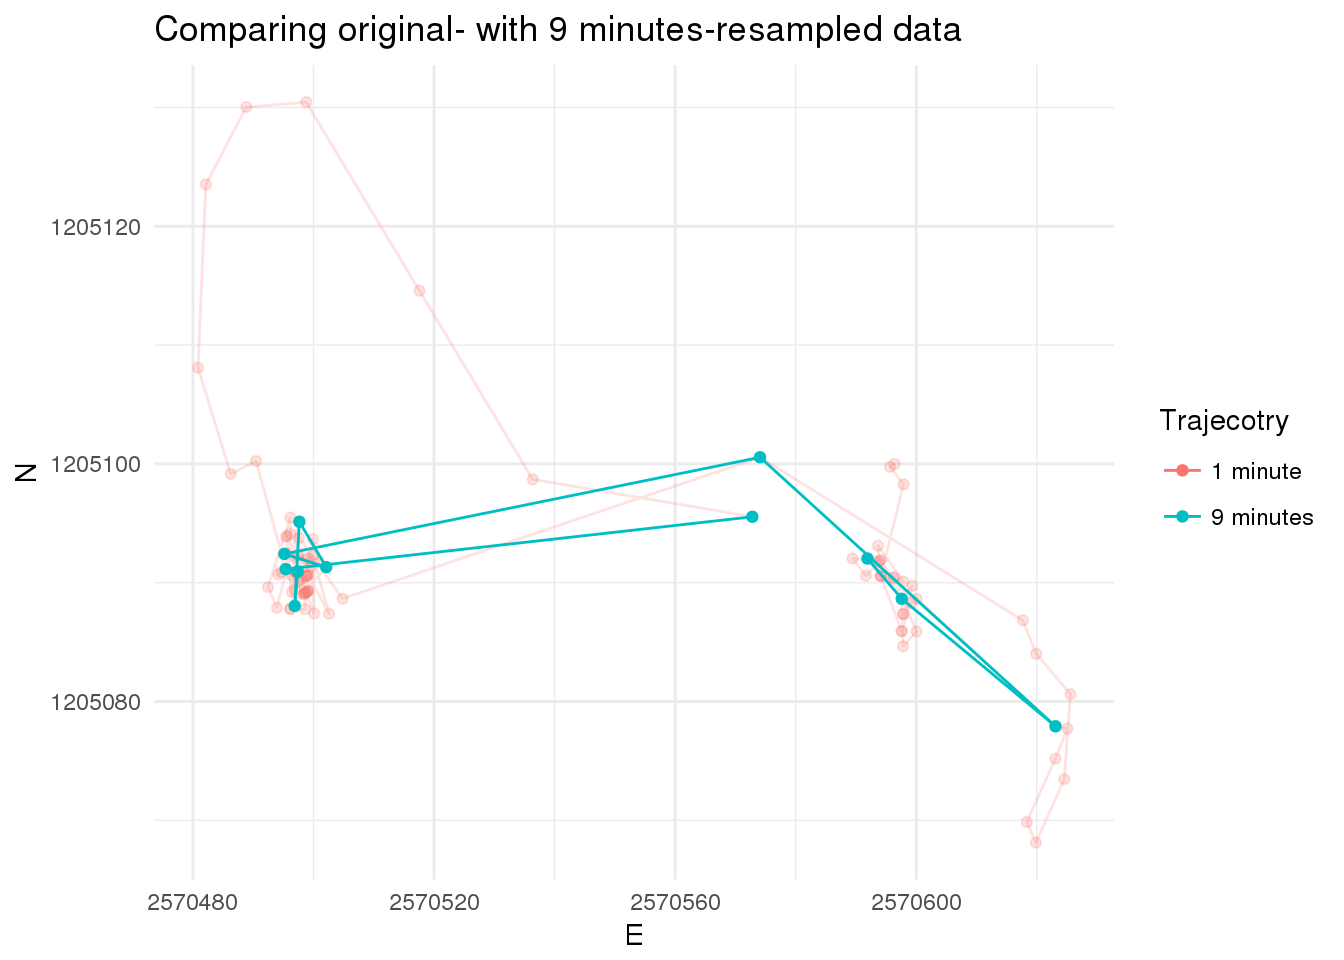 Comparing original- with 9 minutes-resampled data
1205120
1205100
1205080
N
2570480
2570520
2570560
2570600
E
Trajecotry
1 minute
9 minutes